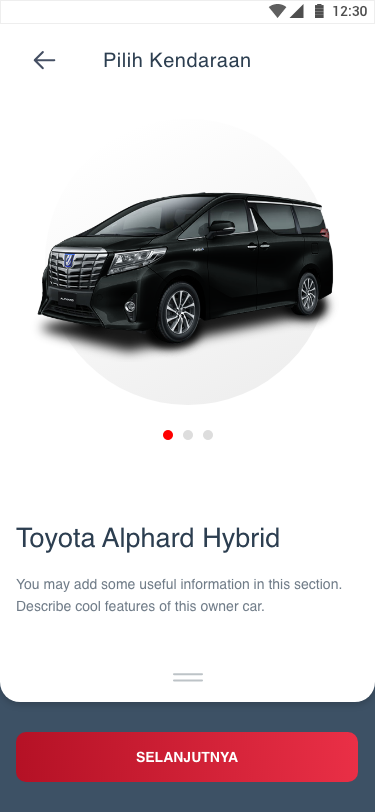 12:30
Pilih Kendaraan
ALPHARD
Toyota Alphard Hybrid
You may add some useful information in this section.
Describe cool features of this owner car.
SELANJUTNYA